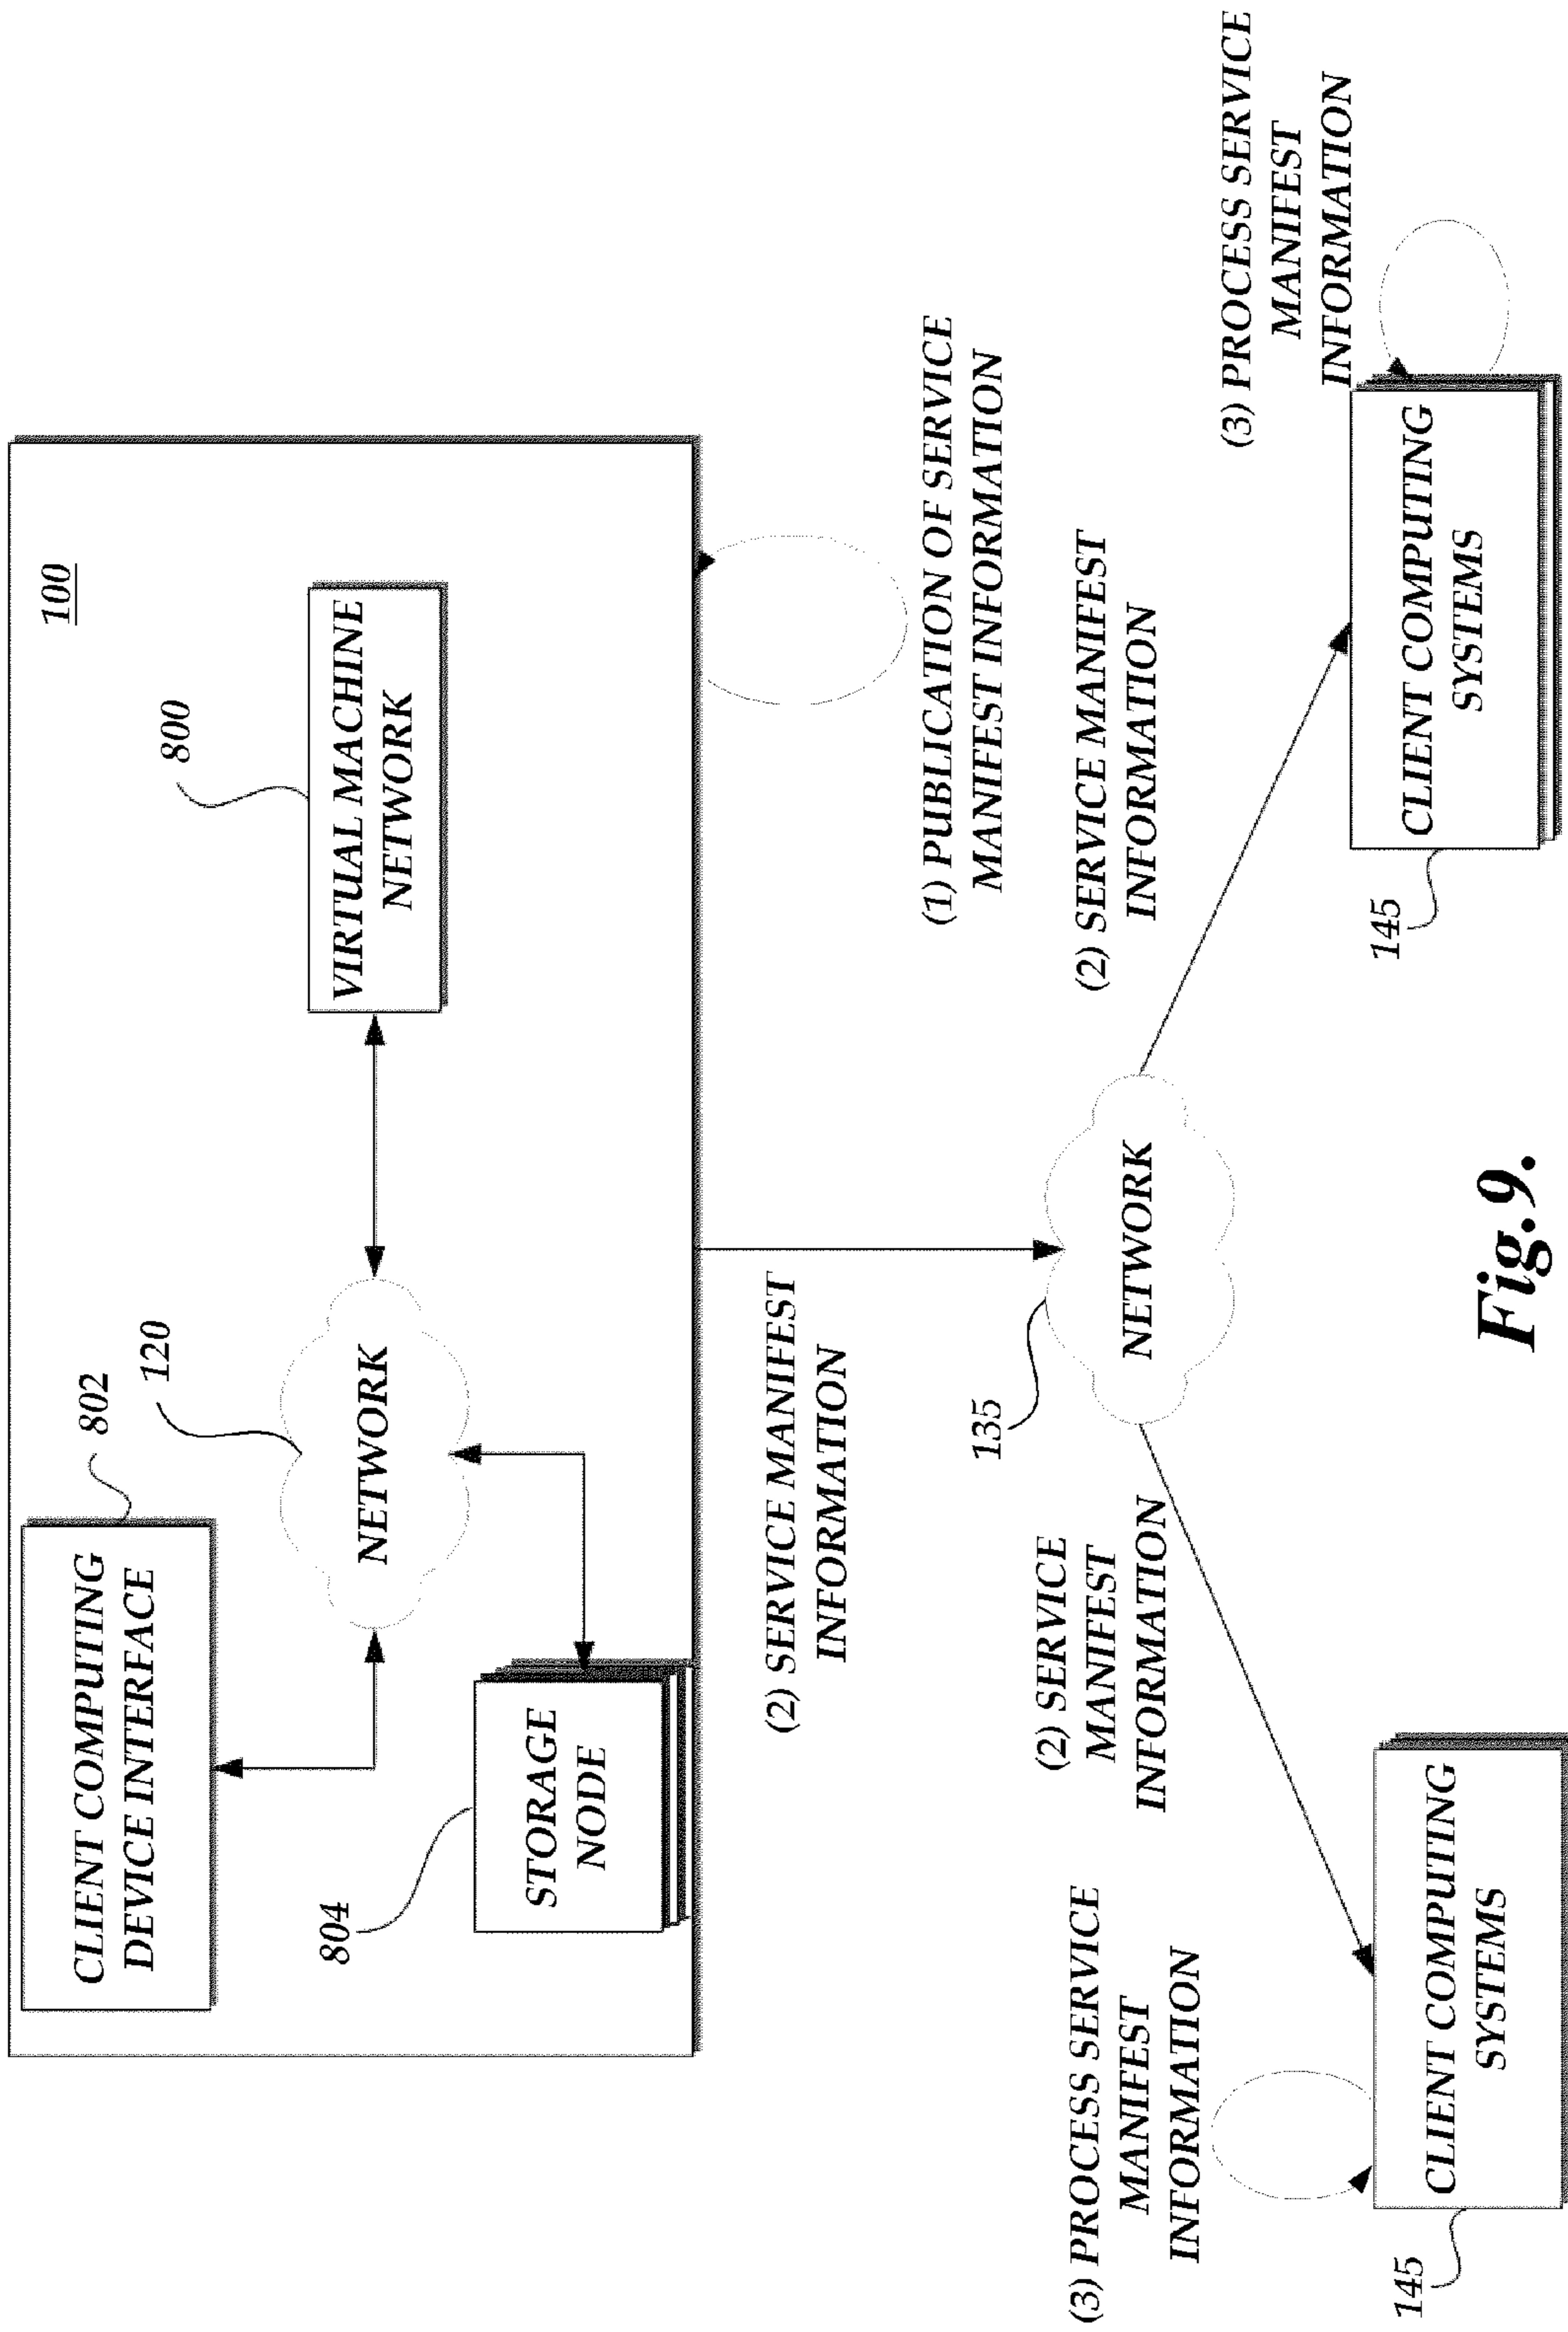 100
CLIENT COMPUTING
DEVICE INTERFACE
802
120
800
NETWORK
VIRTUAL MACHINE
NETWORK
804
STORAGE
NODE
(2) SERVICE MANIFEST
INFORMATION
(1) PUBLICATION OF SERVICE
MANIFEST INFORMATION
135
NETWORK
(2) SERVICE
MANIFEST
INFORMATION
(2) SERVICE MANIFEST
INFORMATION
(3) PROCESS SERVICE
MANIFEST
INFORMATION
(3) PROCESS SERVICE
MANIFEST
INFORMATION
145
CLIENT COMPUTING
SYSTEMS
145
CLIENT COMPUTING
SYSTEMS
Fig.9.